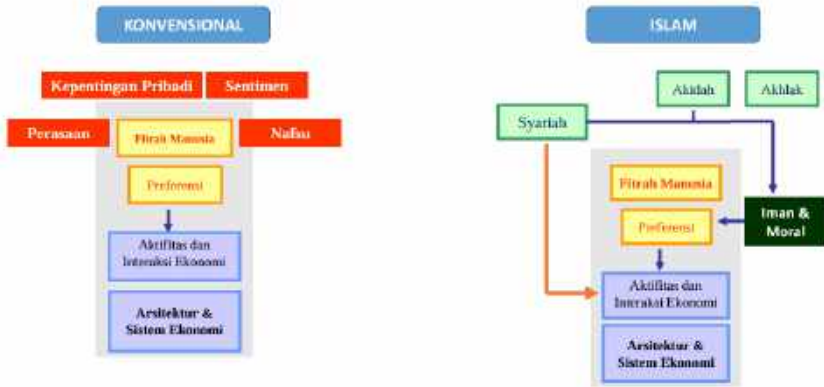 KONVENSIONAL
Kepentingan Pribadi
Sentimen
Perasaan
Fitrah Manusia
Nafsu
Preferensi
Aktifitas dan
Interaksi Ekonomi
Arsitektur &
Sistem Ekonomi
ISLAM
Akidah
Akhlak
Syariah
Fitrah Manusia
Iman &
Moral
Preferensi
Aktifitas dan
Interaksi Ekonomi
Arsitektur &
Sistem Ekonomi